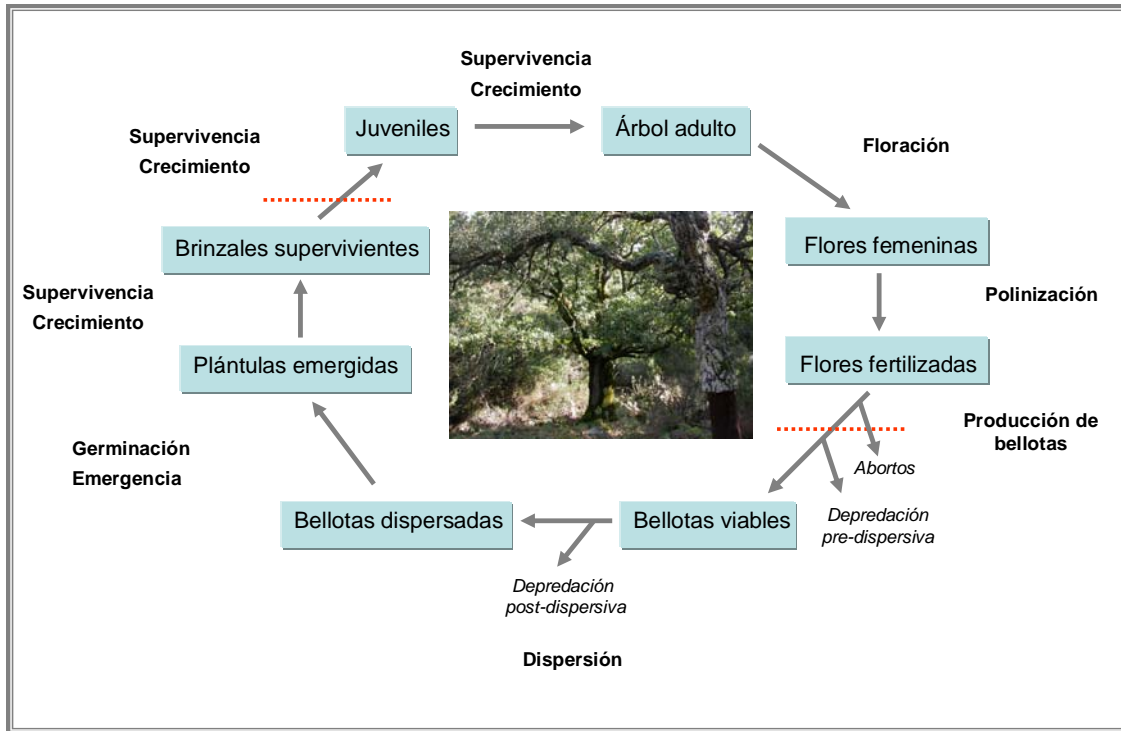 Supervivencia
Crecimiento
Juveniles
Árbol adulto
Supervivencia
Crecimiento
Floración
Brinzales supervivientes
Flores femeninas
Supervivencia
Crecimiento
Polinización
Plántulas emergidas
Flores fertilizadas
Producción de
bellotas
Germinación
Emergencia
Abortos
Bellotas dispersadas
Bellotas viables
Depredación
pre-dispersiva
Depredación
post-dispersiva
Dispersión